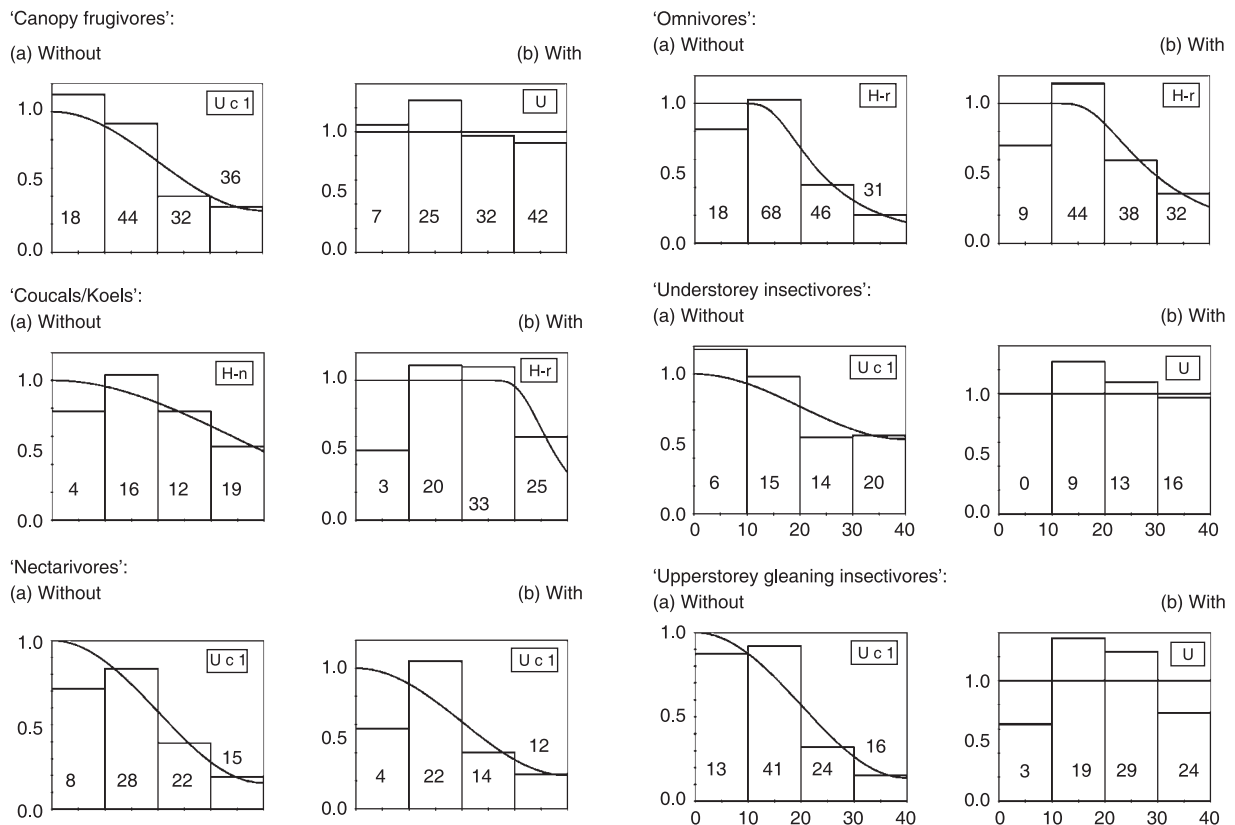 'Canopy frugivores':
(a) Without (b) With
U c 1
1.0
0.5
0.0
18 44 32 36
U
1.0
0.5
0.0
7 25 32 42
'Coucals/Koels':
(a) Without (b) With
H-n
1.0
0.5
0.0
4 16 12 19
H-r
1.0
0.5
0.0
3 20 33 25
'Nectarivores':
(a) Without (b) With
U c 1
1.0
0.5
0.0
8 28 22 15
U c 1
1.0
0.5
0.0
4 22 14 12
'Omnivores':
(a) Without (b) With
H-r
1.0
0.5
0.0
18 68 46 31
H-r
1.0
0.5
0.0
9 44 38 32
'Understorey insectivores':
(a) Without (b) With
U c 1
1.0
0.5
0.0
6 15 14 20
0 10 20 30 40
U
1.0
0.5
0.0
0 9 13 16
0 10 20 30 40
'Upperstorey gleaning insectivores':
(a) Without (b) With
U c 1
1.0
0.5
0.0
13 41 24 16
0 10 20 30 40
U
1.0
0.5
0.0
3 19 29 24
0 10 20 30 40